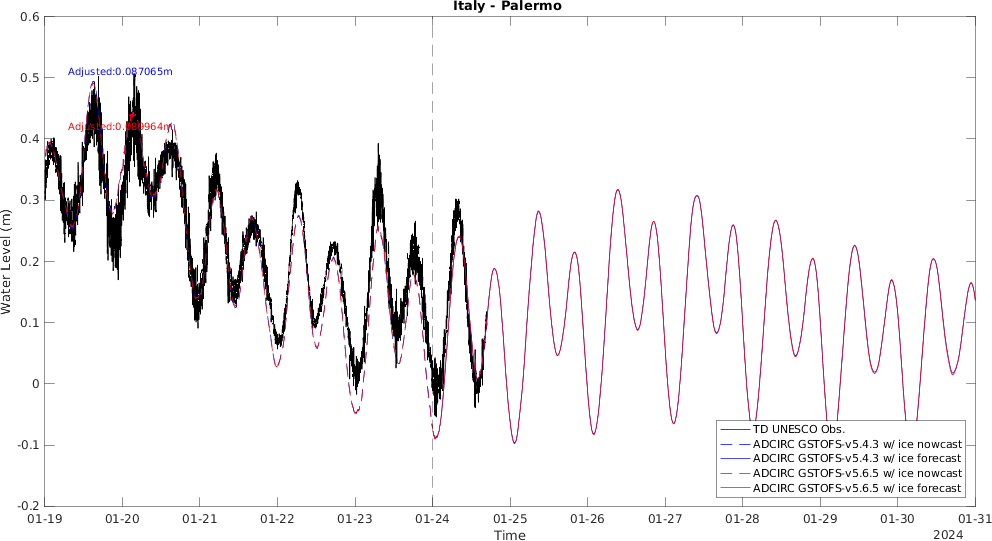 Italy - Palermo
0.6
0.5
0.4
0.3
0.2
0.1
0
-0.1
-0.2
Water Level (m)
Adjusted:0.087065m
Adjusted:0.089964m
TD UNESCO Obs.
ADCIRC GSTOFS-v5.4.3 w/ ice nowcast
ADCIRC GSTOFS-v5.4.3 w/ ice forecast
ADCIRC GSTOFS-v5.6.5 w/ ice nowcast
ADCIRC GSTOFS-v5.6.5 w/ ice forecast
01-19 01-20 01-21 01-22 01-23 01-24 01-25 01-26 01-27 01-28 01-29 01-30 01-31
Time
2024